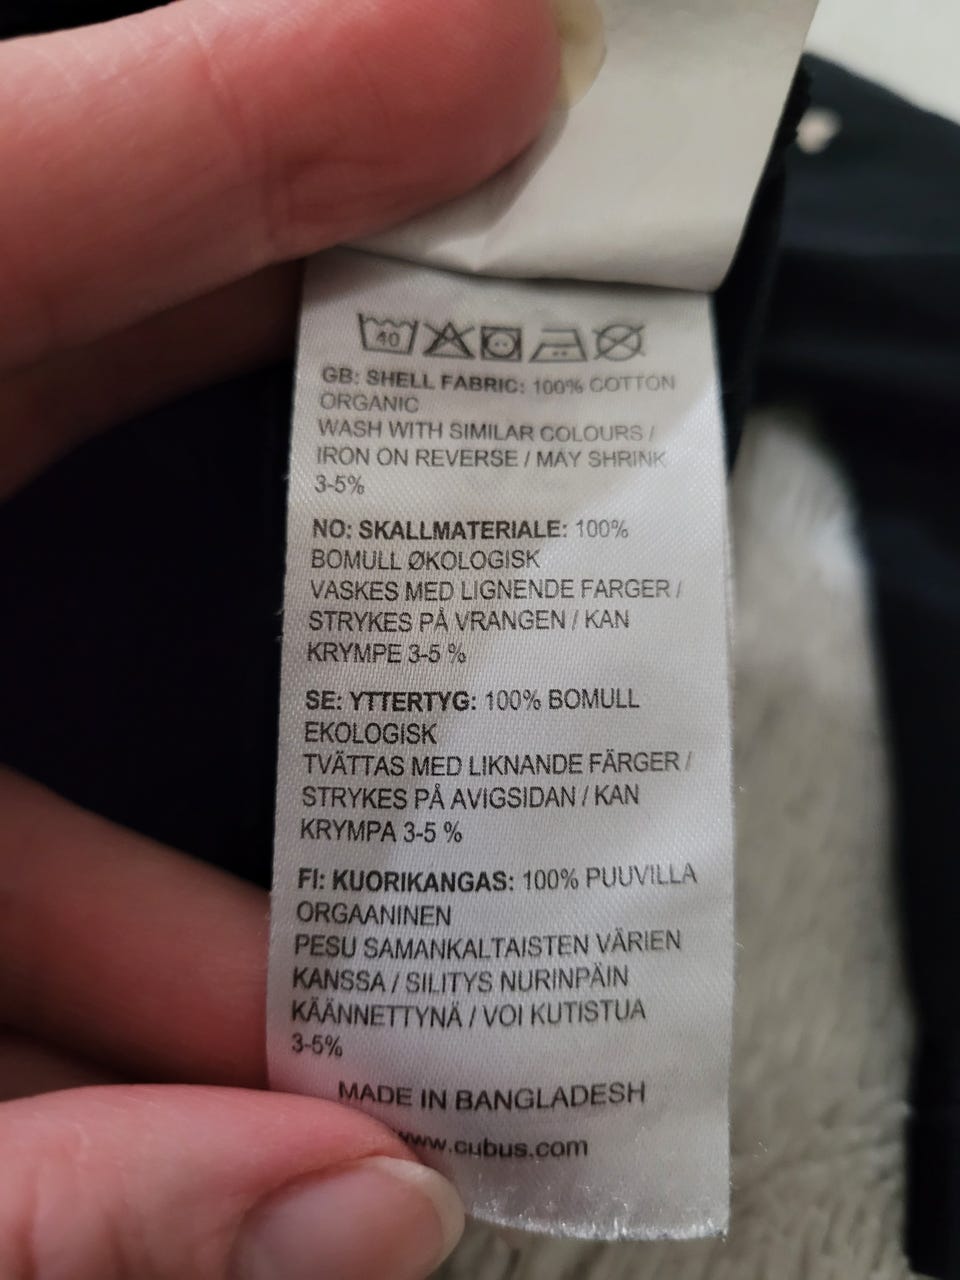 40
GB: SHELL FABRIC: 100% COTTON
ORGANIC
WASH WITH SIMILAR COLOURS /
IRON ON REVERSE / MAY SHRINK
3-5%
NO: SKALLMATERIALE: 100%
BOMULL ØKOLOGISK
VASKES MED LIGNENDE FARGER /
STRYKES PÅ VRANGEN / KAN
KRYMPE 3-5 %
SE: YTTERTYG: 100% BOMULL
EKOLOGISK
TVÄTTAS MED LIKNANDE FÄRGER /
STRYKES PÅ AVIGSIDAN / KAN
KRYMPA 3-5 %
FI: KUORIKANGAS: 100% PUUVILLA
ORGAANINEN
PESU SAMANKALTAISTEN VÄRIEN
KANSSA / SILITYS NURINPÄIN
KÄÄNNETTYNÄ / VOI KUTISTUA
3-5%
MADE IN BANGLADESH
www.cubus.com